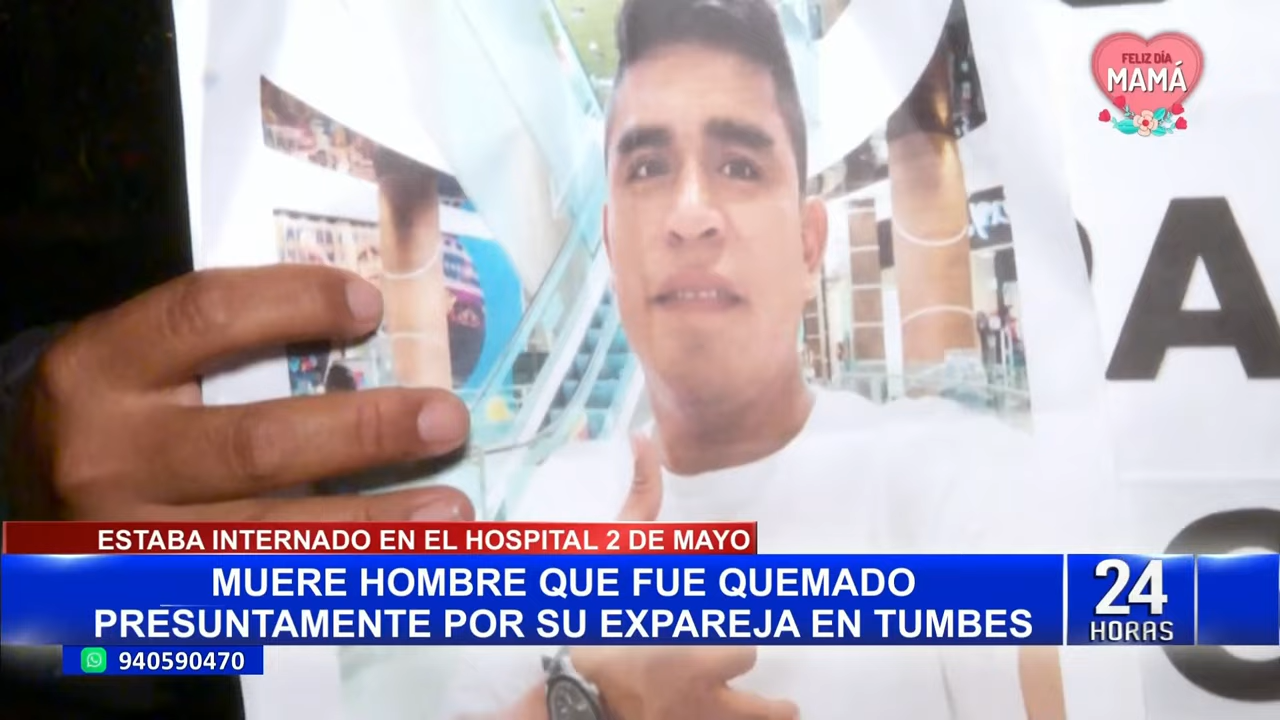 FELIZ DÍA
MAMÁ
A
ESTABA INTERNADO EN EL HOSPITAL 2 DE MAYO
MUERE HOMBRE QUE FUE QUEMADO
PRESUNTAMENTE POR SU EXPAREJA EN TUMBES
24
HORAS
940590470